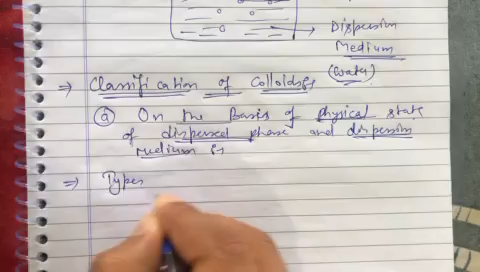 Dispersion
Medium
(Water)
⇒ Classification of Colloids
ⓐ On the Basis of physical state
of dispersed phase and dispersion
medium is
⇒ Types